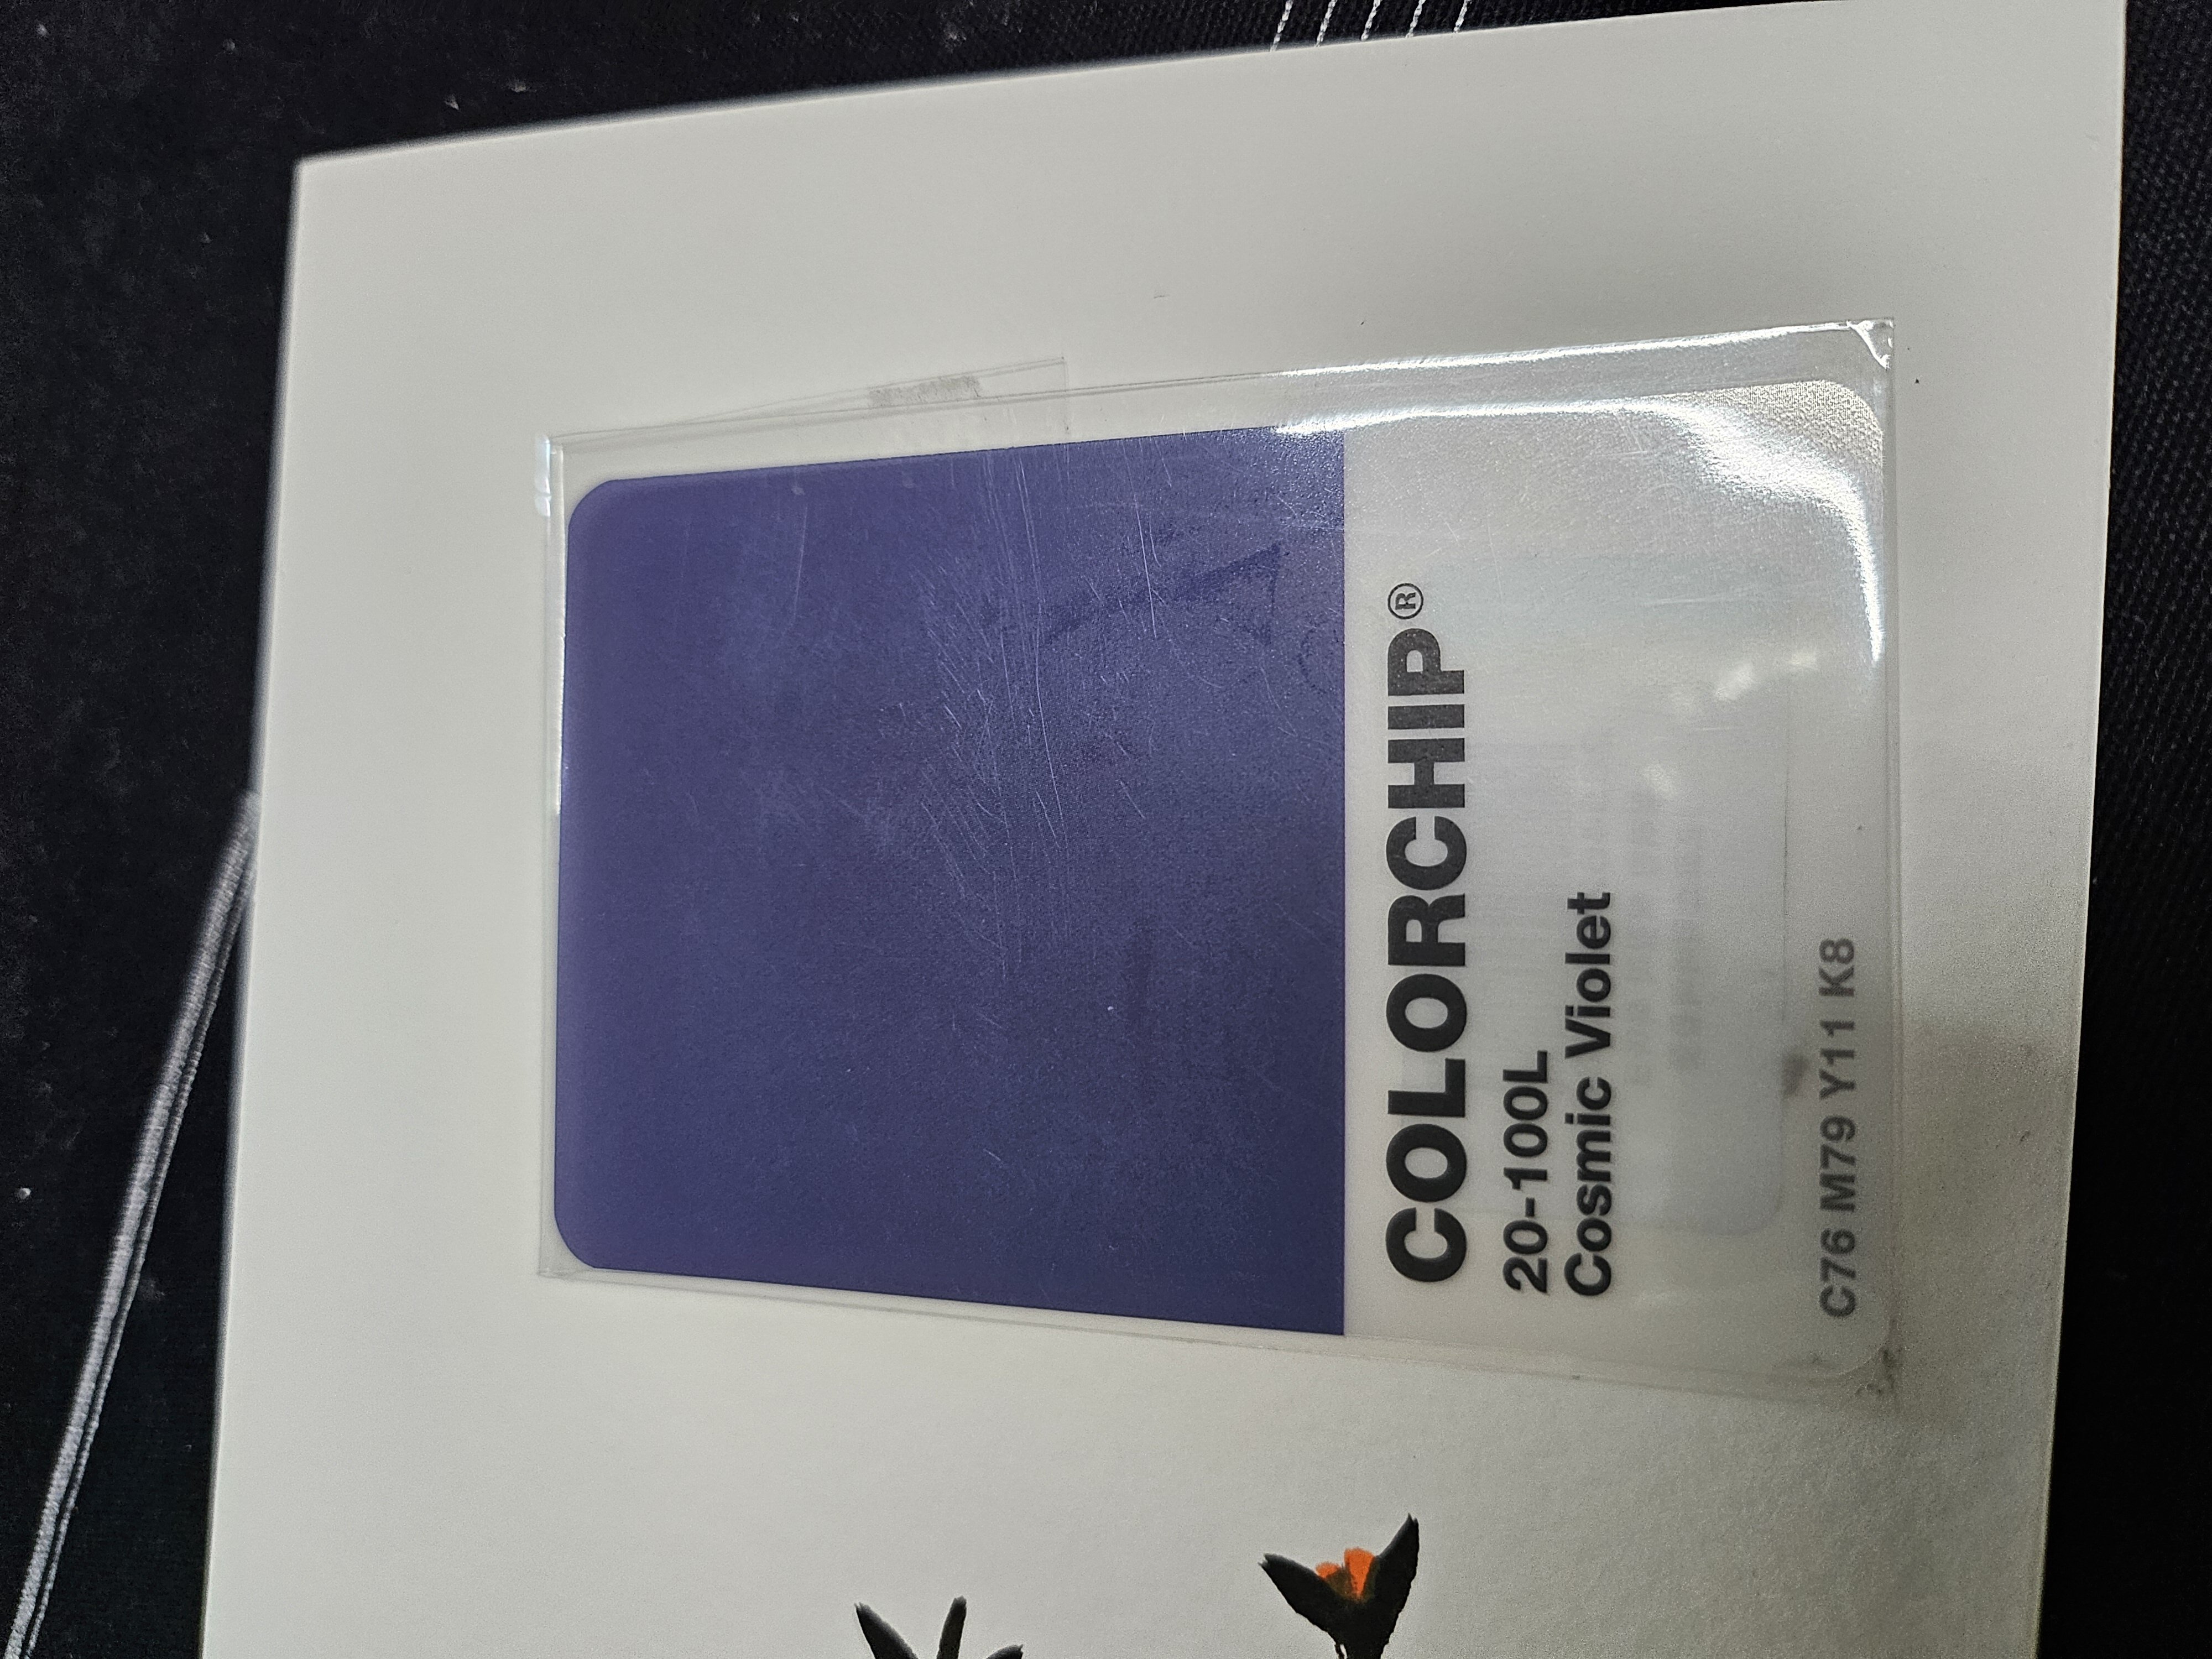 COLORCHIP®
20-100L
Cosmic Violet
C76 M79 Y11 K8